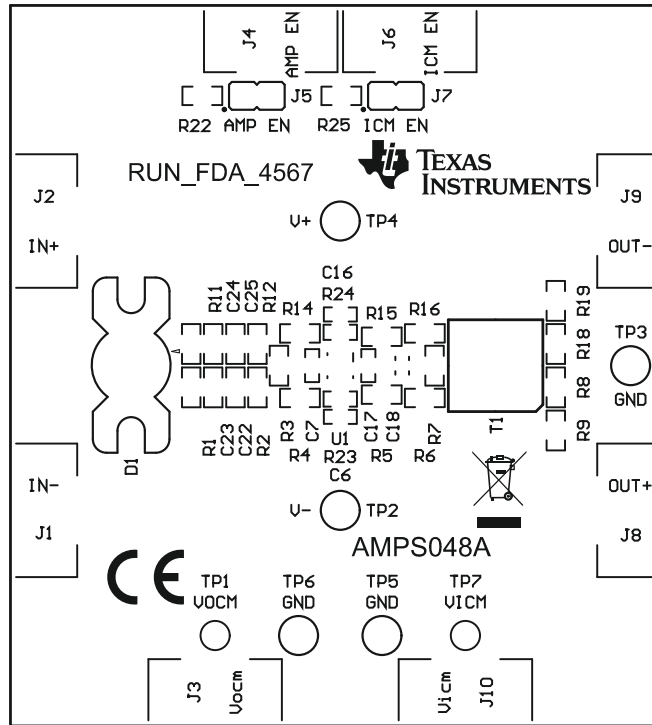 J4
AMP EN
J6
ICM EN
J5
J7
R22
AMP EN
R25
ICM EN
RUN_FDA_4567
TEXAS
INSTRUMENTS
J2
IN+
J9
OUT-
V+
TP4
C16
R24
R11
C24
C25
R12
R14
R15
R16
R19
R18
R8
R9
TP3
GND
R1
C23
C22
R2
R3
R4
C7
U1
R23
C6
C17
R5
C18
R6
R7
T1
D1
IN-
J1
OUT+
J8
V-
TP2
AMPS048A
CE
TP1
VOCM
TP6
GND
TP5
GND
TP7
VICM
J3
Vocm
Vicm
J10